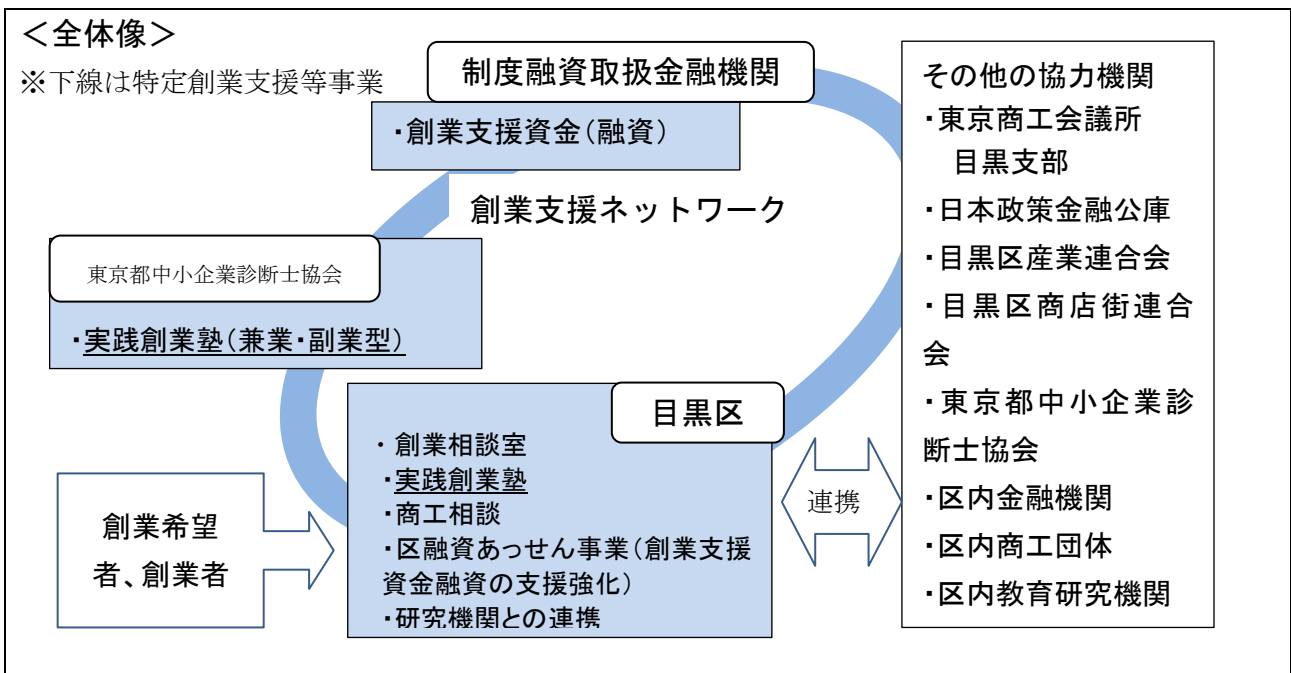 ＜全体像＞
※下線は特定創業支援等事業
制度融資取扱金融機関
・創業支援資金（融資）
創業支援ネットワーク
東京都中小企業診断士協会
・実践創業塾（兼業・副業型）
目黒区
・創業相談室
・実践創業塾
・商工相談
・区融資あっせん事業（創業支援
資金融資の支援強化）
・研究機関との連携
創業希望
者、創業者
連携
その他の協力機関
・東京商工会議所
目黒支部
・日本政策金融公庫
・目黒区産業連合会
・目黒区商店街連合
会
・東京都中小企業診
断士協会
・区内金融機関
・区内商工団体
・区内教育研究機関